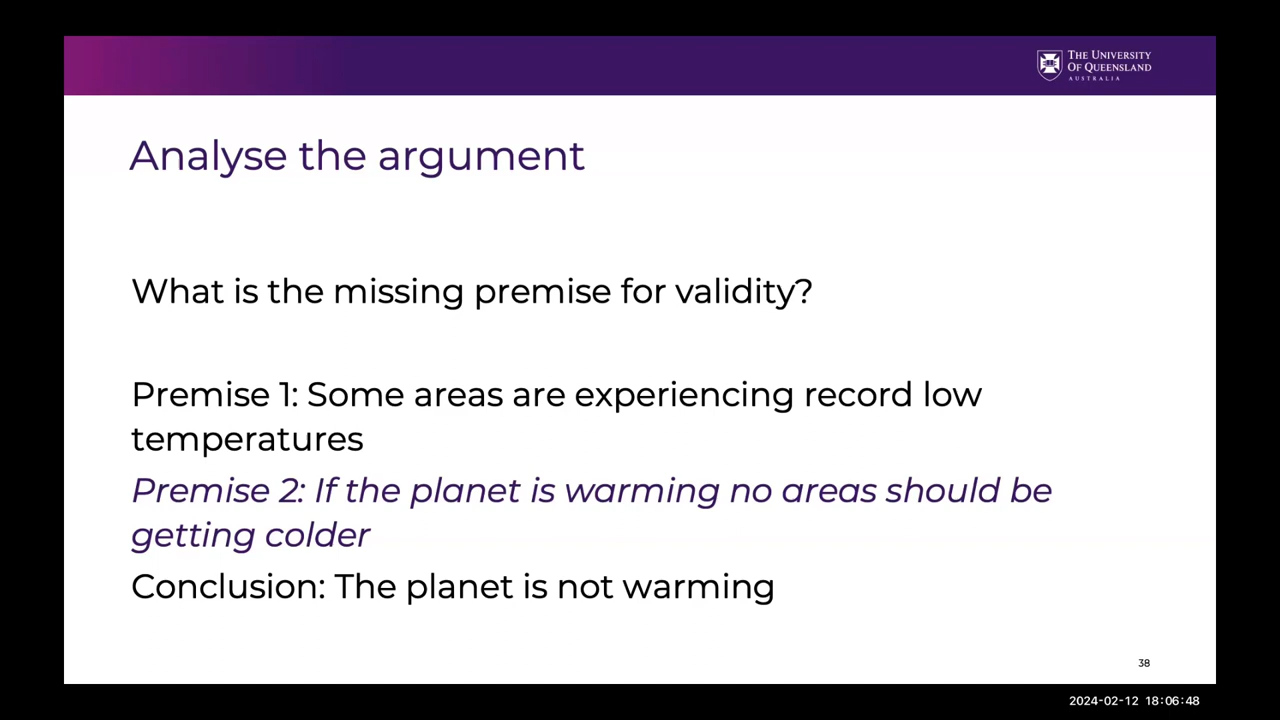 THE UNIVERSITY
OF QUEENSLAND
AUSTRALIA
Analyse the argument
What is the missing premise for validity?
Premise 1: Some areas are experiencing record low
temperatures
Premise 2: If the planet is warming no areas should be
getting colder
Conclusion: The planet is not warming
38
2024-02-12 18:06:48